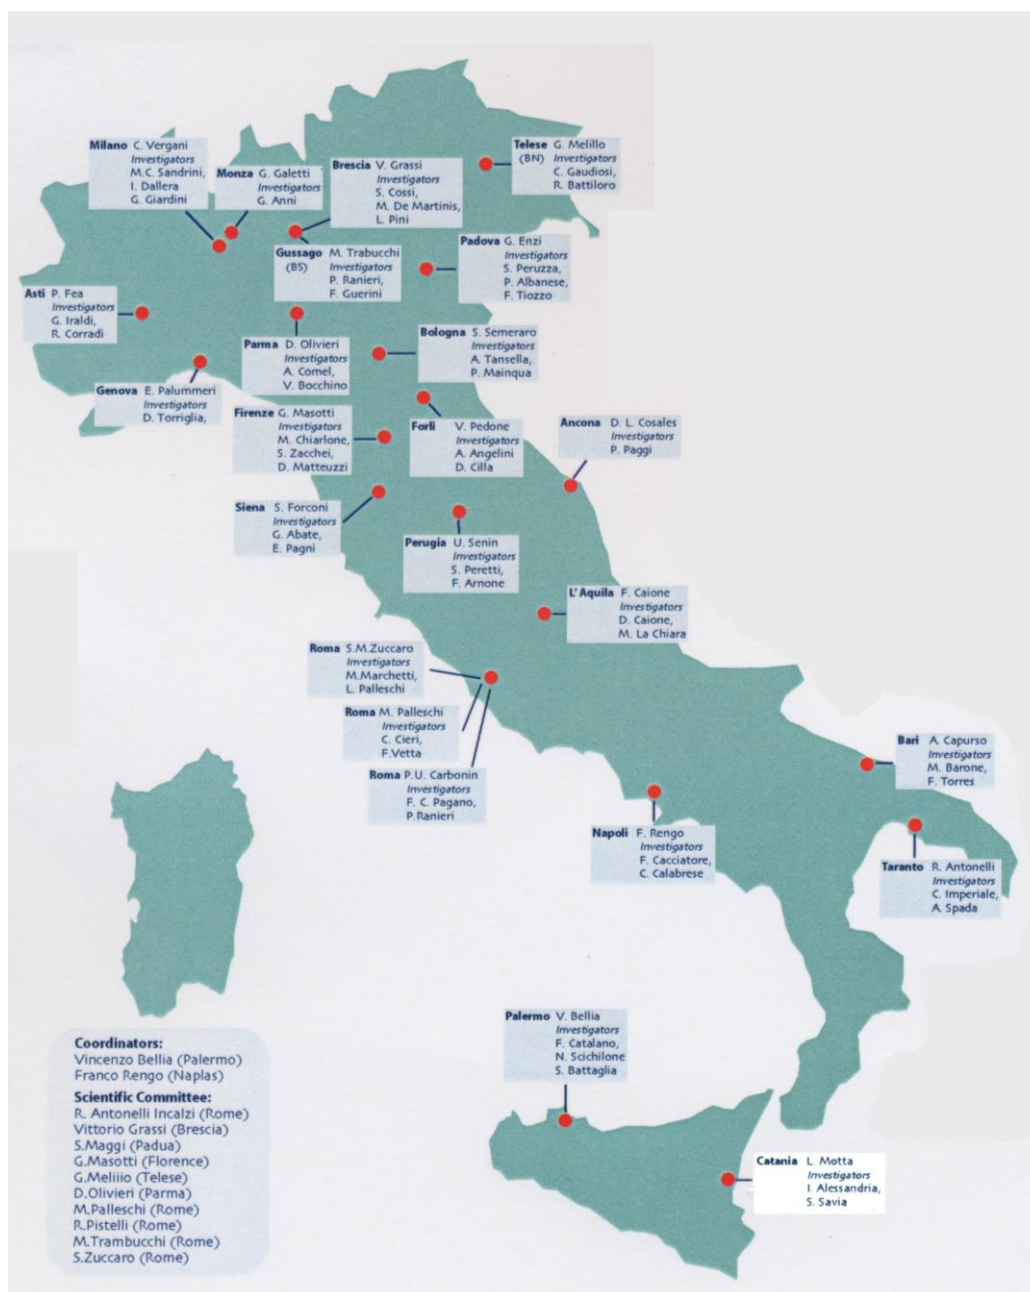 Milano C. Vergani
Investigators
M.C. Sandrini,
I. Dallera
G. Giardini
Monza G. Galetti
Investigators
G. Anni
Brescia V. Grassi
Investigators
S. Cossi,
M. De Martinis,
L. Pini
Telese G. Melillo
(BN) Investigators
C. Gaudiosi,
R. Battiloro
Gussago M. Trabucchi
(BS) Investigators
P. Ranieri,
F. Guerini
Padova G. Enzi
Investigators
S. Peruzza,
P. Albanese,
F. Tiozzo
Asti P. Fea
Investigators
G. Iraldi,
R. Corradi
Parma D. Olivieri
Investigators
A. Comel,
V. Bocchino
Bologna S. Semeraro
Investigators
A. Tansella,
P. Mainqua
Genova E. Palummeri
Investigators
D. Torriglia,
Firenze G. Masotti
Investigators
M. Chiarlone,
S. Zacchei,
D. Matteuzzi
Forli V. Pedone
Investigators
A. Angelini
D. Cilla
Ancona D. L. Cosales
Investigators
P. Paggi
Siena S. Forconi
Investigators
G. Abate,
E. Pagni
Perugia U. Senin
Investigators
S. Peretti,
F. Arnone
L' Aquila F. Caione
Investigators
D. Caione,
M. La Chiara
Roma S.M.Zuccaro
Investigators
M.Marchetti,
L. Palleschi
Roma M. Palleschi
Investigators
C. Cieri,
F.Vetta
Roma P.U. Carbonin
Investigators
F. C. Pagano,
P.Ranieri
Bari A. Capurso
Investigators
M. Barone,
F. Torres
Napoli F. Rengo
Investigators
F. Cacciatore,
C. Calabrese
Taranto R. Antonelli
Investigators
C. Imperiale,
A. Spada
Palermo V. Bellia
Investigators
F. Catalano,
N. Scichilone
S. Battaglia
Catania L. Motta
Investigators
I. Alessandria,
S. Savia
Coordinators:
Vincenzo Bellia (Palermo)
Franco Rengo (Naplas)
Scientific Committee:
R. Antonelli Incalzi (Rome)
Vittorio Grassi (Brescia)
S.Maggi (Padua)
G.Masotti (Florence)
G.Meliiio (Telese)
D.Olivieri (Parma)
M.Palleschi (Rome)
R.Pistelli (Rome)
M.Trambucchi (Rome)
S.Zuccaro (Rome)